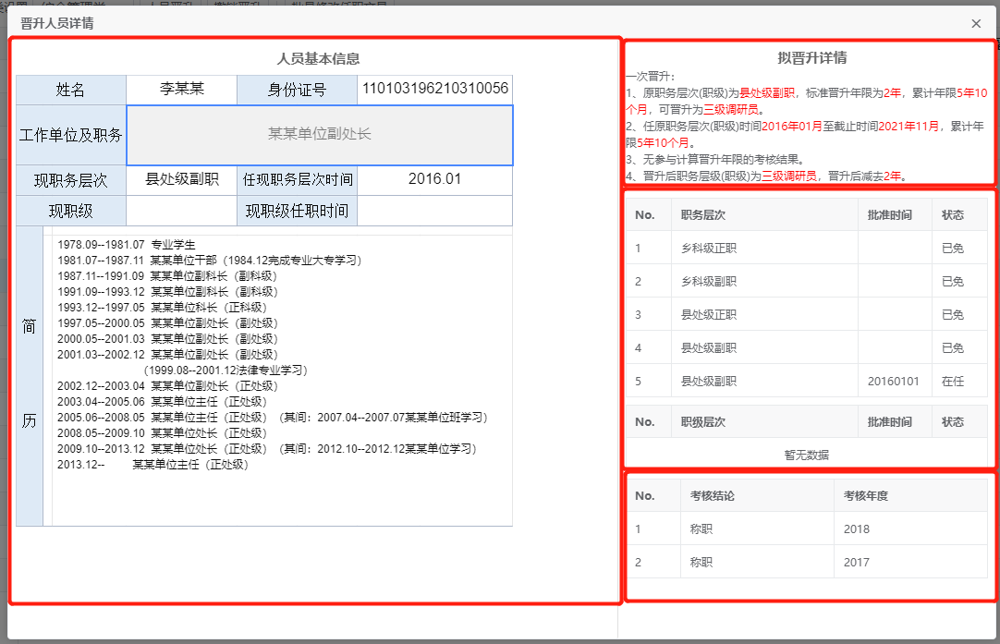 晋升人员详情
人员基本信息
姓名 李某某 身份证号 110103196210310056
工作单位及职务 某某单位副处长
现职务层次 县处级副职 任现职务层次时间 2016.01
现职级 现职级任职时间
简历
1978.09--1981.07 专业学生
1981.07--1987.11 某某单位干部（1984.12完成专业大专学习）
1987.11--1991.09 某某单位副科长（副科级）
1991.09--1993.12 某某单位副科长（副科级）
1993.12--1997.05 某某单位科长（正科级）
1997.05--2000.05 某某单位副处长（副处级）
2000.05--2001.03 某某单位副处长（副处级）
2001.03--2002.12 某某单位副处长（副处级）
（1999.08--2001.12法律专业学习）
2002.12--2003.04 某某单位副处长（正处级）
2003.04--2005.06 某某单位主任（正处级）
2005.06--2008.05 某某单位主任（正处级）（其间：2007.04--2007.07某某单位班学习）
2008.05--2009.10 某某单位处长（正处级）
2009.10--2013.12 某某单位处长（正处级）（其间：2012.10--2012.12某某单位学习）
2013.12-- 某某单位主任（正处级）
拟晋升详情
一次晋升：
1、原职务层次(职级)为县处级副职，标准晋升年限为2年，累计年限5年10
个月，可晋升为三级调研员。
2、任原职务层次(职级)时间2016年01月至截止时间2021年11月，累计年
限5年10个月。
3、无参与计算晋升年限的考核结果。
4、晋升后职务层级(职级)为三级调研员，晋升后减去2年。
No. 职务层次 批准时间 状态
1 乡科级正职 已免
2 乡科级副职 已免
3 县处级正职 已免
4 县处级副职 已免
5 县处级副职 20160101 在任
No. 职级层次 批准时间 状态
暂无数据
No. 考核结论 考核年度
1 称职 2018
2 称职 2017